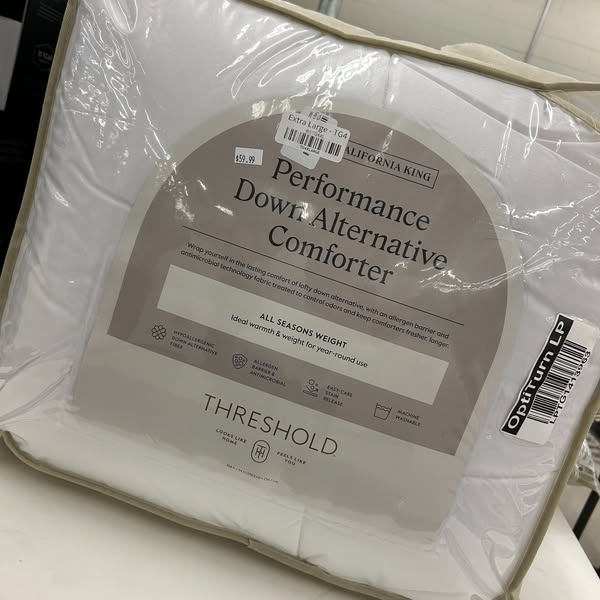 Extra Large - TG4
$59.99
CALIFORNIA KING
Performance
Down Alternative
Comforter
Wrap yourself in the lasting comfort of lofty down alternative, with an allergen barrier and
antimicrobial technology fabric treated to control odors and keep comforters fresher, longer.
ALL SEASONS WEIGHT
Ideal warmth & weight for year-round use
HYPOALLERGENIC
DOWN ALTERNATIVE
FIBER
ALLERGEN
BARRIER &
ANTIMICROBIAL
EASY-CARE
STAIN
RELEASE
MACHINE
WASHABLE
THRESHOLD
LOOKS LIKE
HOME
FEELS LIKE
YOU
OptiTurn LP
LPTG7413963